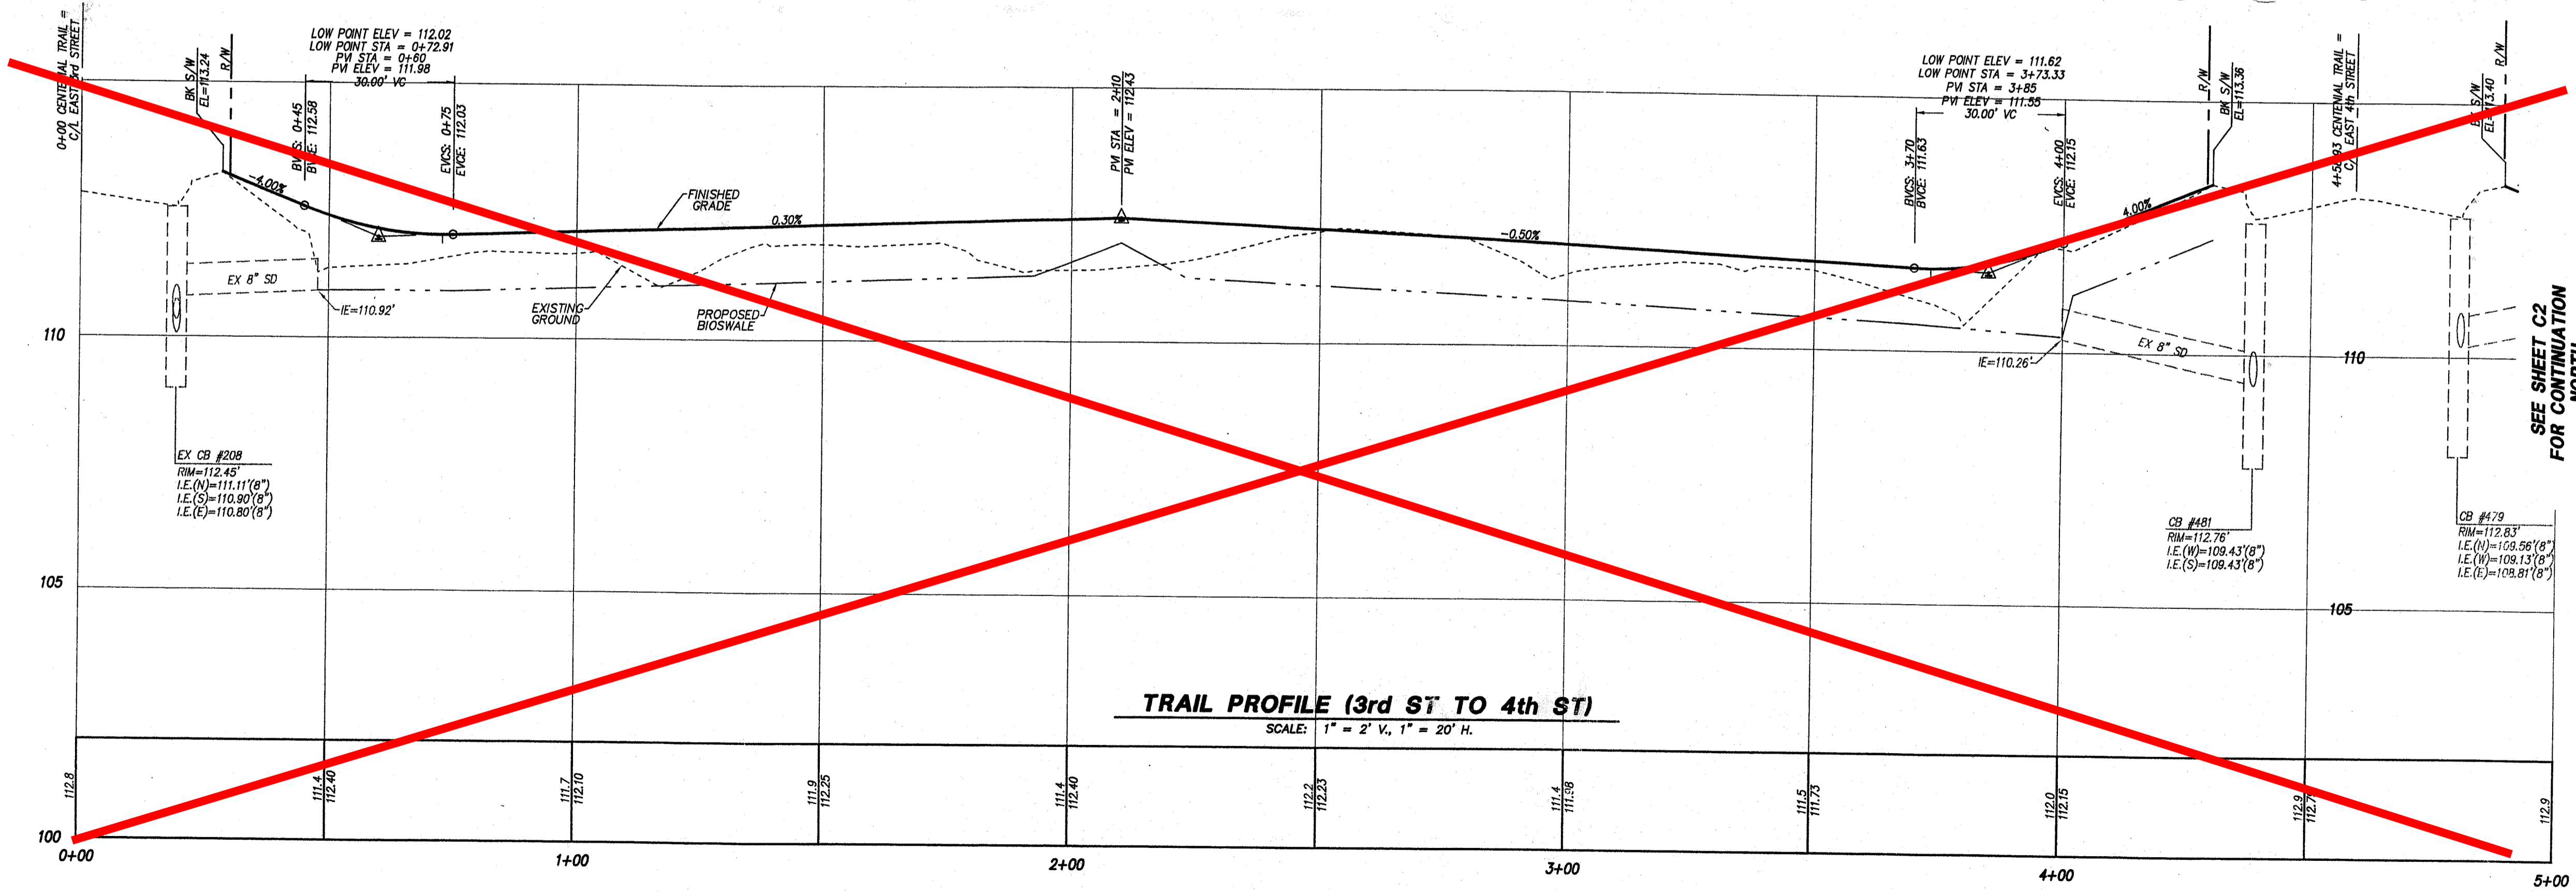 0+00 CENTENIAL TRAIL =
C/L EAST 3rd STREET
BK S/W
EL=113.24
R/W
LOW POINT ELEV = 112.02
LOW POINT STA = 0+72.91
PVI STA = 0+60
PVI ELEV = 111.98
30.00' VC
BVCS: 0+45
BVCE: 112.58
EVCS: 0+75
EVCE: 112.03
PVI STA = 2+10
PVI ELEV = 112.43
LOW POINT ELEV = 111.62
LOW POINT STA = 3+73.33
PVI STA = 3+85
PVI ELEV = 111.55
30.00' VC
BVCS: 3+70
BVCE: 111.63
EVCS: 4+00
EVCE: 112.15
R/W
BK S/W
EL=113.36
CENTENIAL TRAIL =
C/L EAST 4th STREET
BK S/W
EL=113.40
R/W
-4.00%
FINISHED
GRADE
0.30%
-0.50%
4.00%
EX 8" SD
IE=110.92'
EXISTING
GROUND
PROPOSED
BIOSWALE
IE=110.26'
EX 8" SD
110
110
SEE SHEET C2
FOR CONTINUATION
NORTH
EX CB #208
RIM=112.45'
I.E.(N)=111.11'(8")
I.E.(S)=110.90'(8")
I.E.(E)=110.80'(8")
CB #481
RIM=112.76'
I.E.(W)=109.43'(8")
I.E.(S)=109.43'(8")
CB #479
RIM=112.83'
I.E.(N)=109.56'(8")
I.E.(W)=109.13'(8")
I.E.(E)=108.81'(8")
105
105
TRAIL PROFILE (3rd ST TO 4th ST)
SCALE: 1" = 2' V., 1" = 20' H.
112.8
111.4
112.40
111.7
112.10
111.9
112.25
111.4
112.40
112.2
112.23
111.4
111.98
111.5
111.73
112.0
112.15
112.9
112.9
100
0+00
1+00
2+00
3+00
4+00
5+00